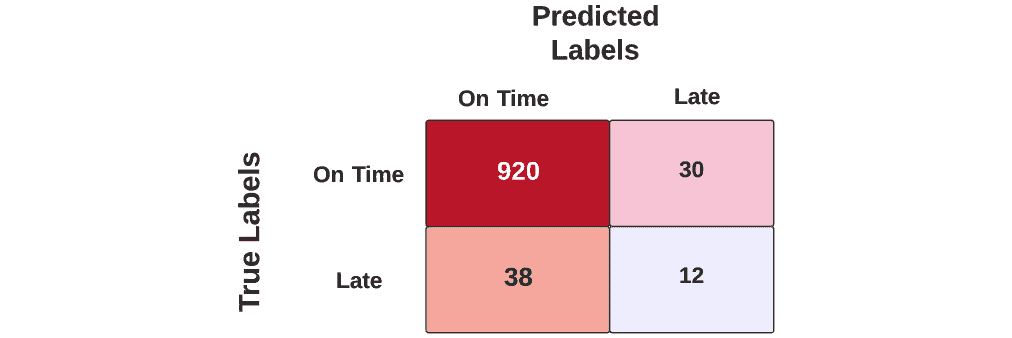 Predicted
Labels
On Time
Late
True Labels
On Time
920
30
Late
38
12